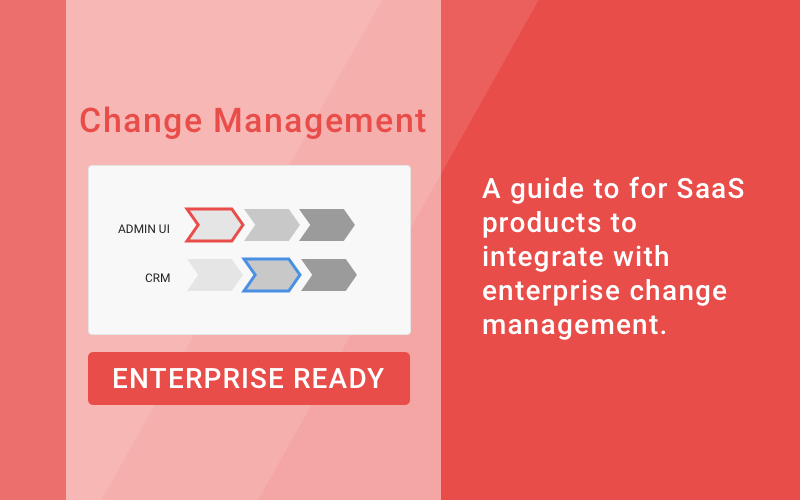 Change Management
ADMIN UI
CRM
ENTERPRISE READY
A guide to for SaaS
products to
integrate with
enterprise change
management.